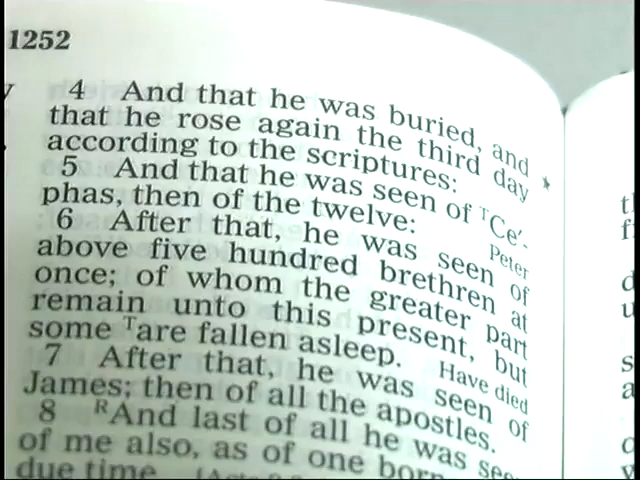 1252
4 And that he was buried, and
that he rose again the third day
according to the scriptures:
5 And that he was seen of ᵀCe′-
phas, then of the twelve: Peter
6 After that, he was seen of
above five hundred brethren at
once; of whom the greater part
remain unto this present, but
some ᵀare fallen asleep. Have died
7 After that, he was seen of
James; then of all the apostles.
8 ᴿAnd last of all he was
of me also, as of one born
due time